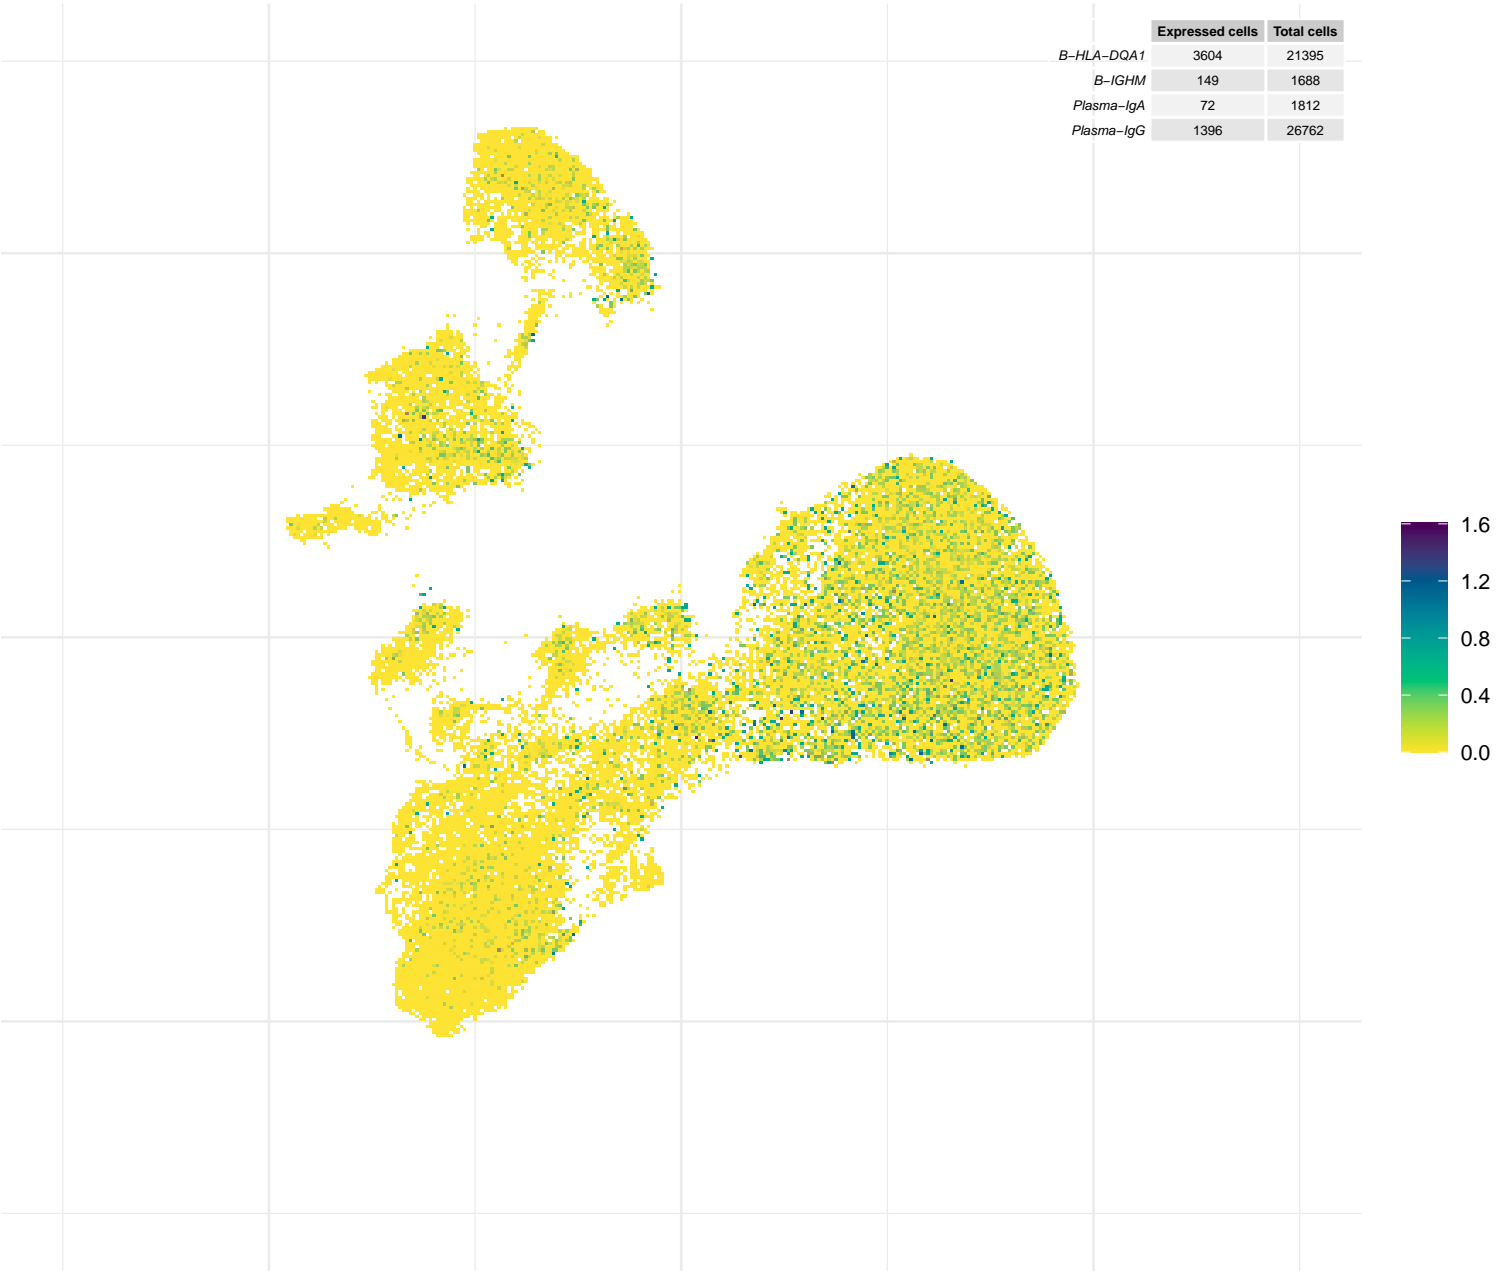 Expressed cells Total cells
B−HLA−DQA1 3604 21395
B−IGHM 149 1688
Plasma−IgA 72 1812
Plasma−IgG 1396 26762
1.6
1.2
0.8
0.4
0.0